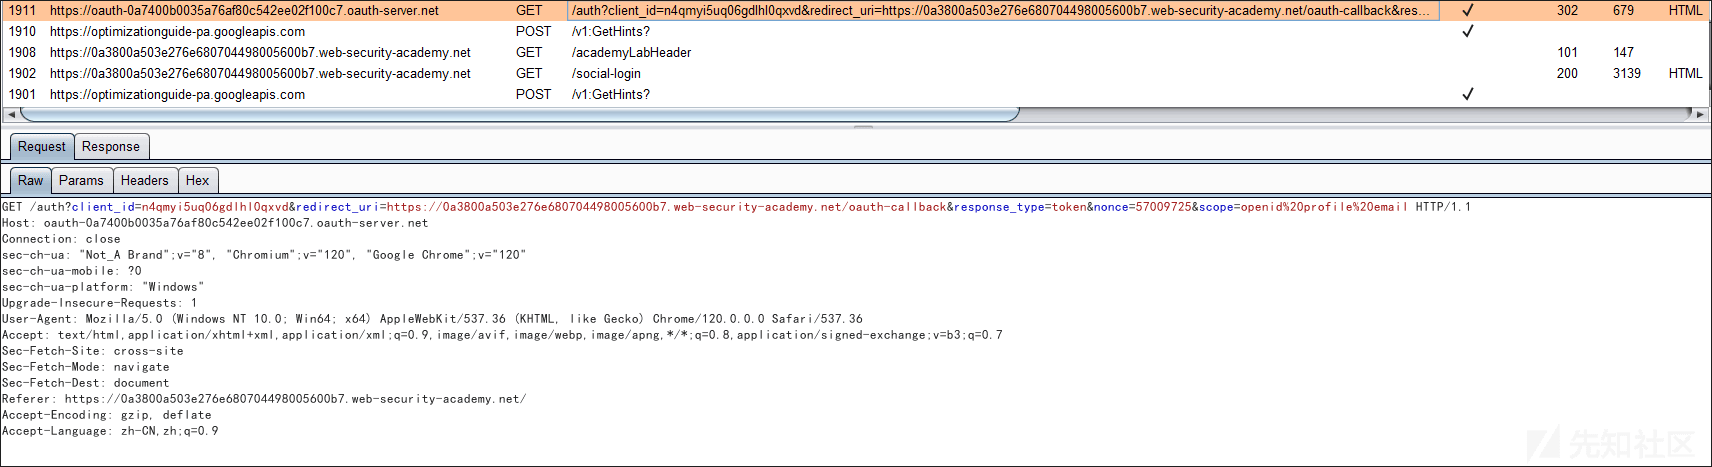 1911 https://oauth-0a7400b0035a76af80c542ee02f100c7.oauth-server.net GET /auth?client_id=n4qmyi5uq06gdlhl0qxvd&redirect_uri=https://0a3800a503e276e680704498005600b7.web-security-academy.net/oauth-callback&res... ✓ 302 679 HTML
1910 https://optimizationguide-pa.googleapis.com POST /v1:GetHints? ✓
1908 https://0a3800a503e276e680704498005600b7.web-security-academy.net GET /academyLabHeader 101 147
1902 https://0a3800a503e276e680704498005600b7.web-security-academy.net GET /social-login 200 3139 HTML
1901 https://optimizationguide-pa.googleapis.com POST /v1:GetHints? ✓
Request Response
Raw Params Headers Hex
GET /auth?client_id=n4qmyi5uq06gdlhl0qxvd&redirect_uri=https://0a3800a503e276e680704498005600b7.web-security-academy.net/oauth-callback&response_type=token&nonce=57009725&scope=openid%20profile%20email HTTP/1.1
Host: oauth-0a7400b0035a76af80c542ee02f100c7.oauth-server.net
Connection: close
sec-ch-ua: "Not_A Brand";v="8", "Chromium";v="120", "Google Chrome";v="120"
sec-ch-ua-mobile: ?0
sec-ch-ua-platform: "Windows"
Upgrade-Insecure-Requests: 1
User-Agent: Mozilla/5.0 (Windows NT 10.0; Win64; x64) AppleWebKit/537.36 (KHTML, like Gecko) Chrome/120.0.0.0 Safari/537.36
Accept: text/html,application/xhtml+xml,application/xml;q=0.9,image/avif,image/webp,image/apng,*/*;q=0.8,application/signed-exchange;v=b3;q=0.7
Sec-Fetch-Site: cross-site
Sec-Fetch-Mode: navigate
Sec-Fetch-Dest: document
Referer: https://0a3800a503e276e680704498005600b7.web-security-academy.net/
Accept-Encoding: gzip, deflate
Accept-Language: zh-CN,zh;q=0.9
先知社区